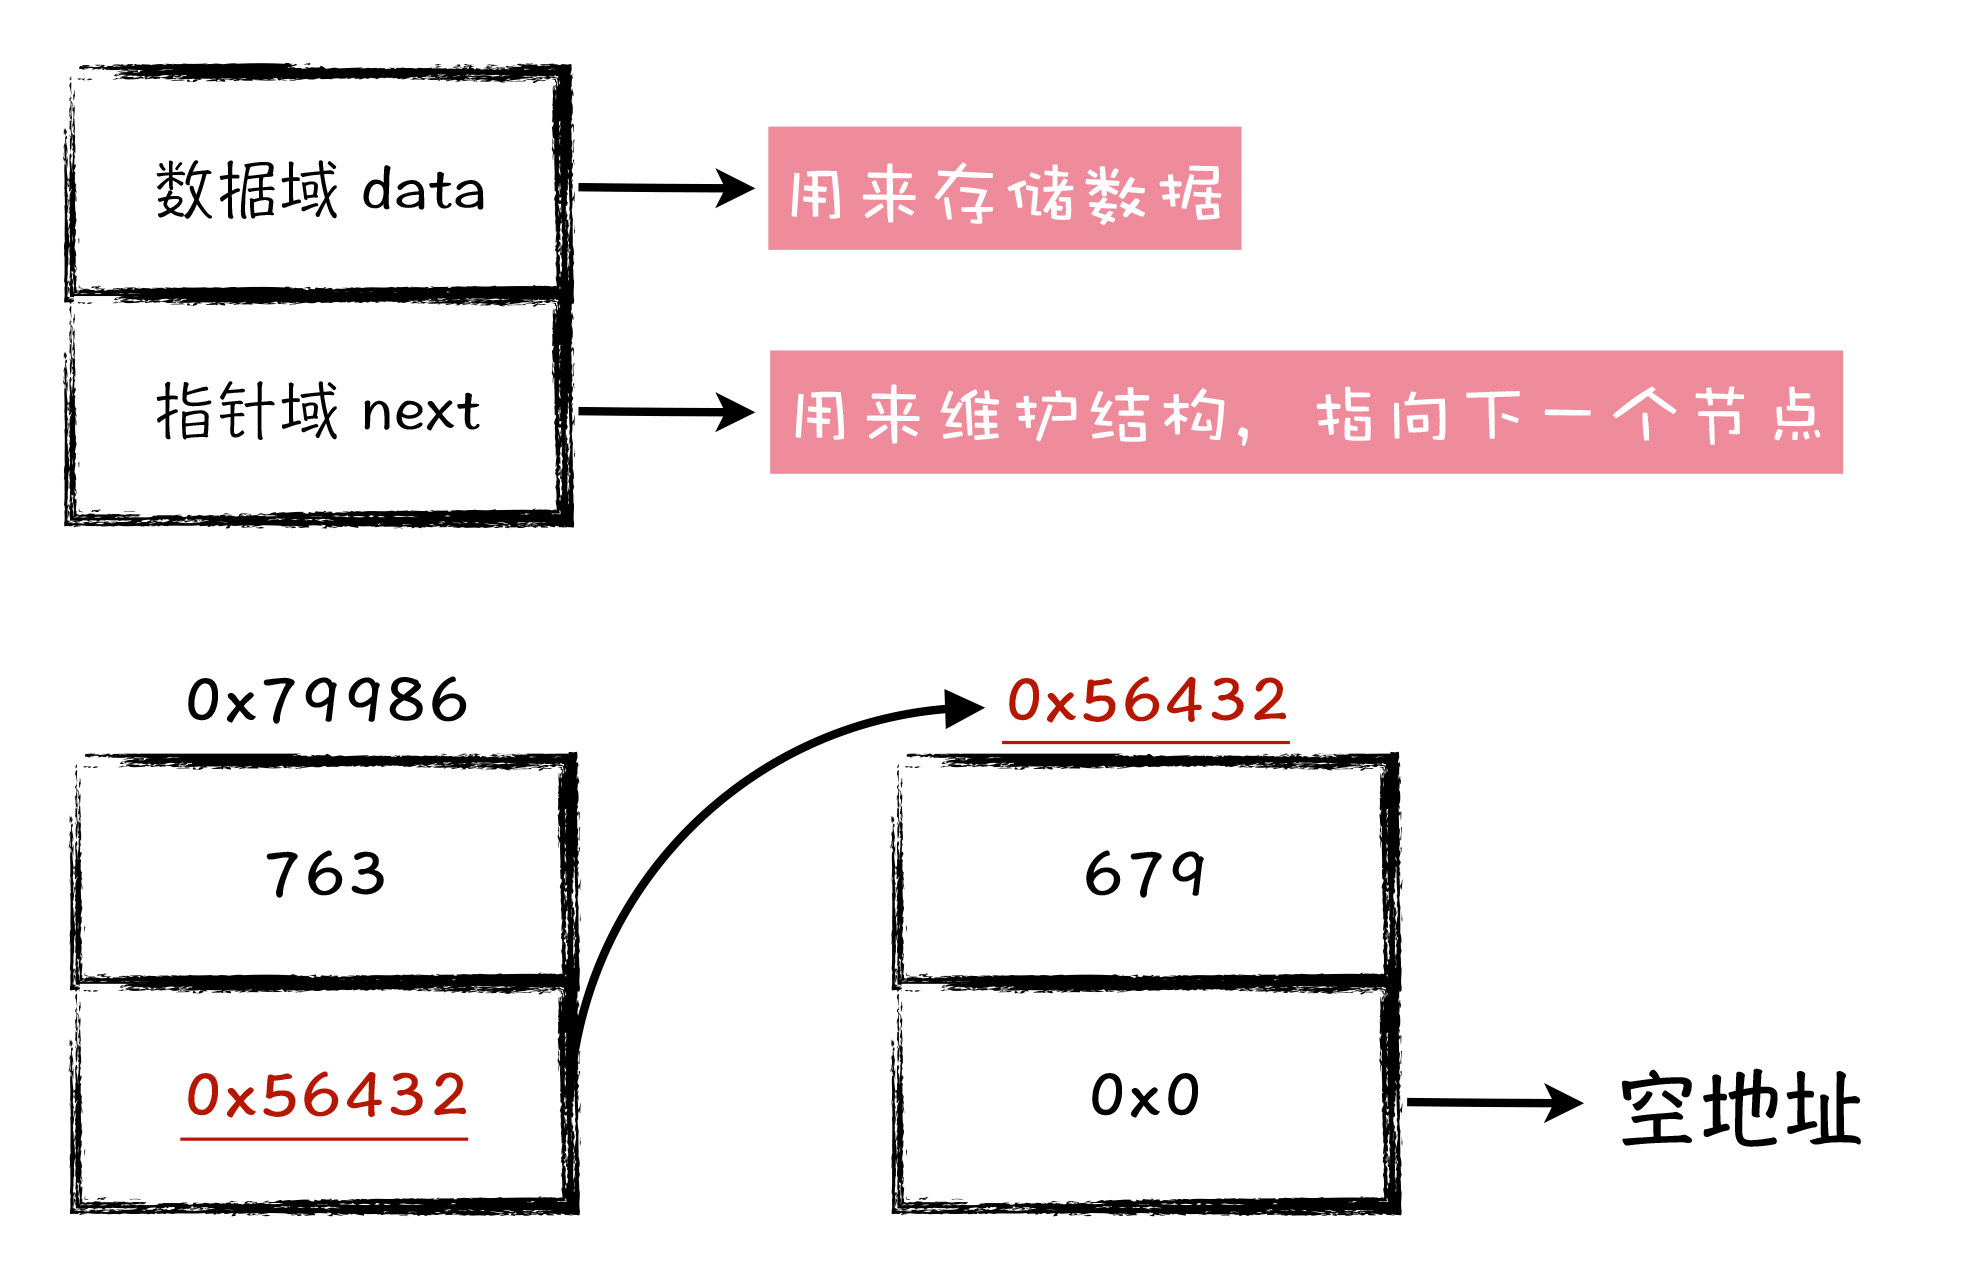 数据域 data
用来存储数据
指针域 next
用来维护结构，指向下一个节点
0x79986
0x56432
763
679
0x56432
0x0
空地址